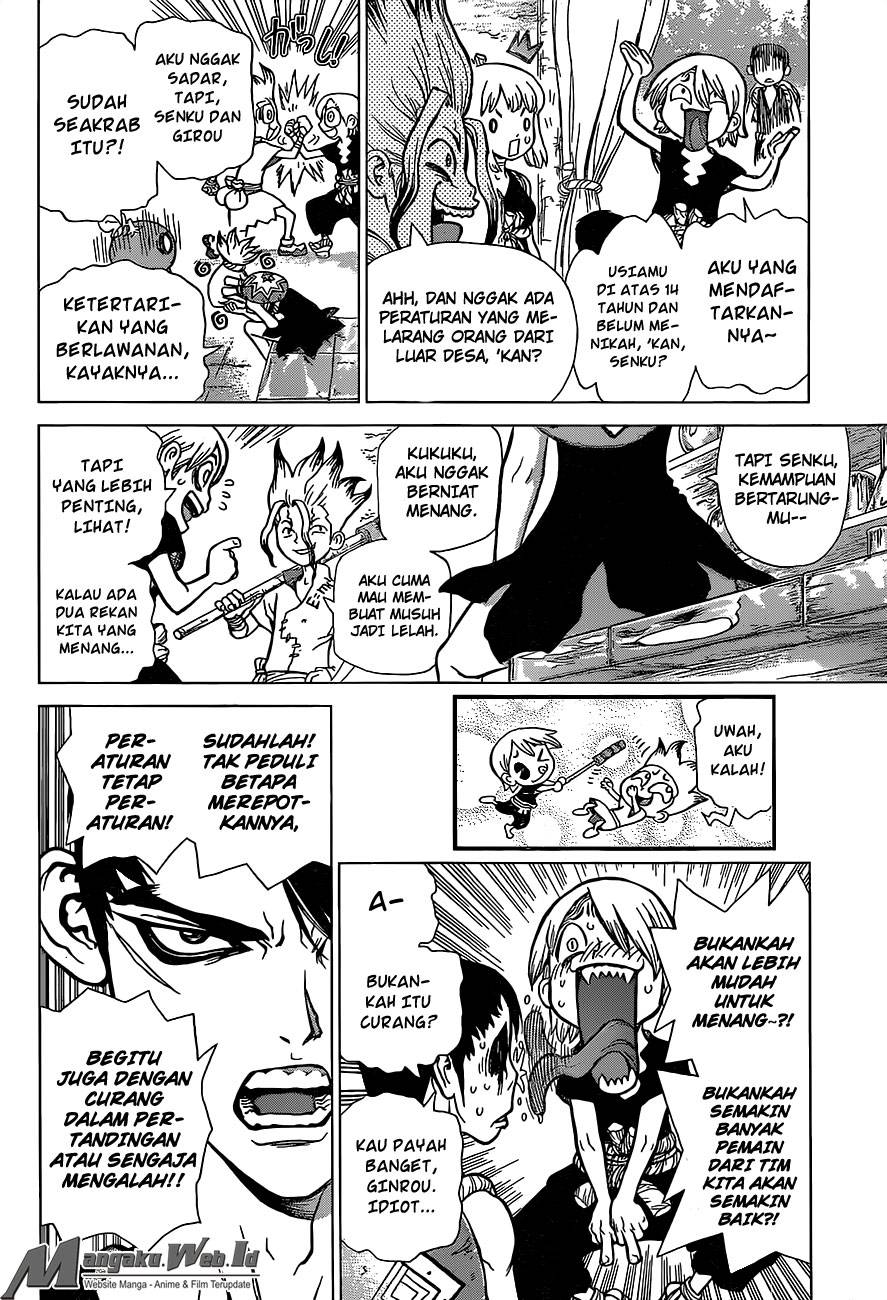 AKU YANG
MENDAF-
TARKAN-
NYA~
USIAMU
DI ATAS 14
TAHUN DAN
BELUM ME-
NIKAH, 'KAN,
SENKU?
AHH, DAN NGGAK ADA
PERATURAN YANG ME-
LARANG ORANG DARI
LUAR DESA, 'KAN?
がっし!
AKU NGGAK
SADAR,
TAPI,
SENKU DAN
GIROU
SUDAH
SEAKRAB
ITU?!
KETERTARI-
KAN YANG
BERLAWANAN,
KAYAKNYA...
TAPI SENKU,
KEMAMPUAN
BERTARUNG-
MU--
KUKUKU,
AKU NGGAK
BERNIAT
MENANG.
AKU CUMA
MAU MEM-
BUAT MUSUH
JADI LELAH.
TAPI
YANG LEBIH
PENTING,
LIHAT!
KALAU ADA
DUA REKAN
KITA YANG
MENANG...
UWAH,
AKU
KALAH!
BUKANKAH
AKAN LEBIH
MUDAH
UNTUK
MENANG~?!
BUKANKAH
SEMAKIN
BANYAK
PEMAIN
DARI TIM
KITA AKAN
SEMAKIN
BAIK?!
A-
BUKAN-
KAH ITU
CURANG?
KAU PAYAH
BANGET,
GINROU.
IDIOT...
SUDAHLAH!
TAK PEDULI
BETAPA
MEREPOT-
KANNYA,
PER-
ATURAN
TETAP
PER-
ATURAN!
BEGITU
JUGA DENGAN
CURANG
DALAM PER-
TANDINGAN
ATAU SENGAJA
MENGALAH!!
Mangaku.Web.Id
Website Manga - Anime & Film Terupdate